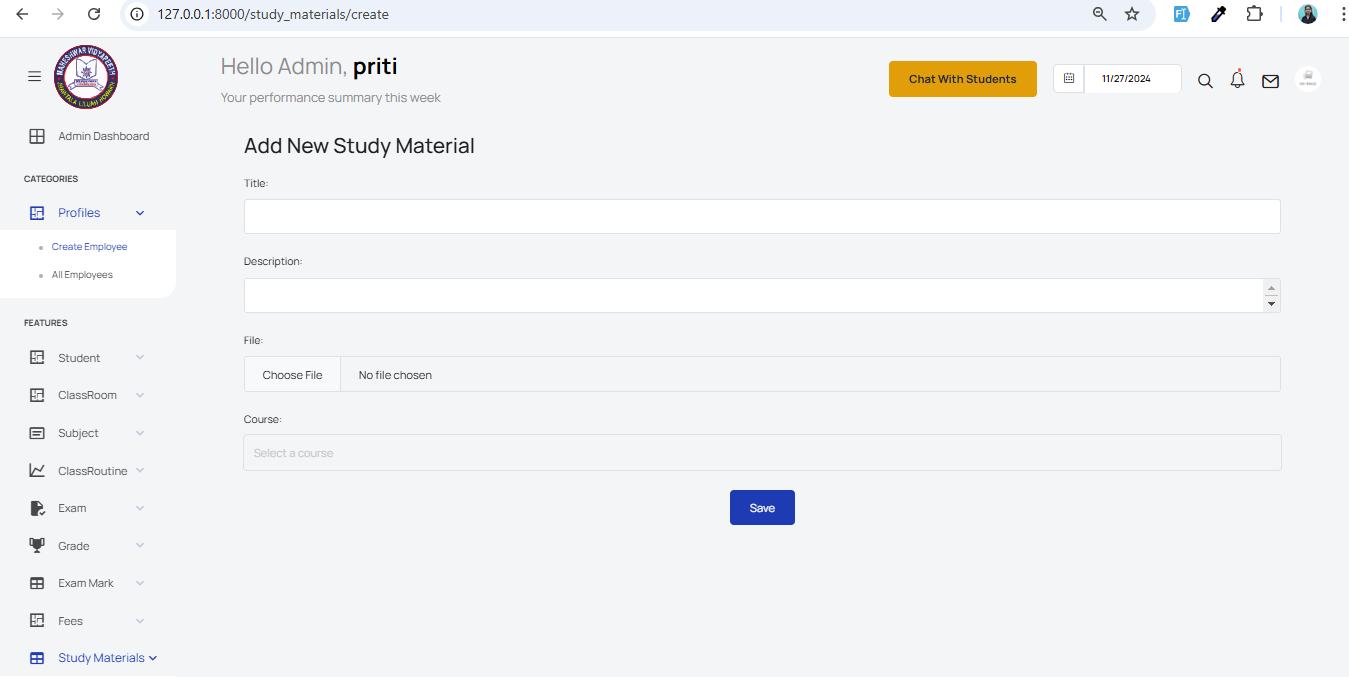 127.0.0.1:8000/study_materials/create
MAHESHWAR VIDYAPEETH
Hello Admin, priti
Your performance summary this week
Chat With Students
11/27/2024
Admin Dashboard
CATEGORIES
Profiles
Create Employee
All Employees
FEATURES
Student
ClassRoom
Subject
ClassRoutine
Exam
Grade
Exam Mark
Fees
Study Materials
Add New Study Material
Title:
Description:
File:
Choose File No file chosen
Course:
Select a course
Save